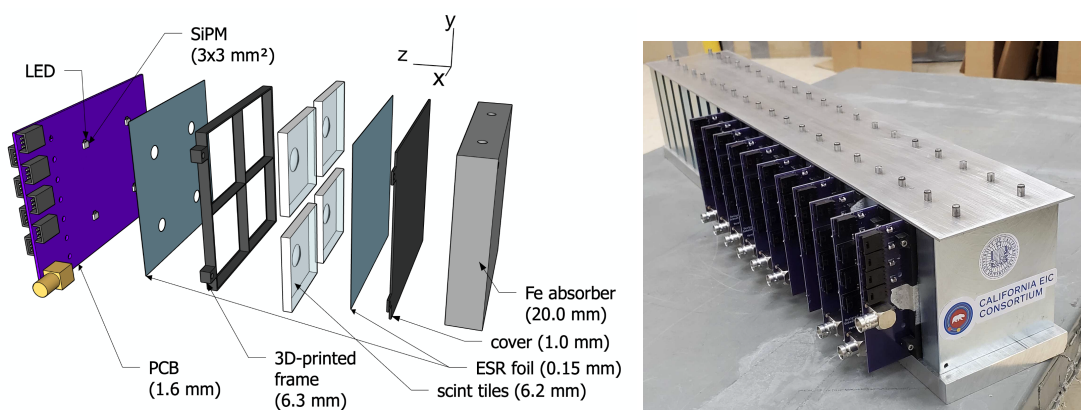 SiPM
(3x3 mm²)
LED
y
z
x
Fe absorber
(20.0 mm)
cover (1.0 mm)
ESR foil (0.15 mm)
scint tiles (6.2 mm)
3D-printed
frame
(6.3 mm)
PCB
(1.6 mm)
CALIFORNIA EIC
CONSORTIUM